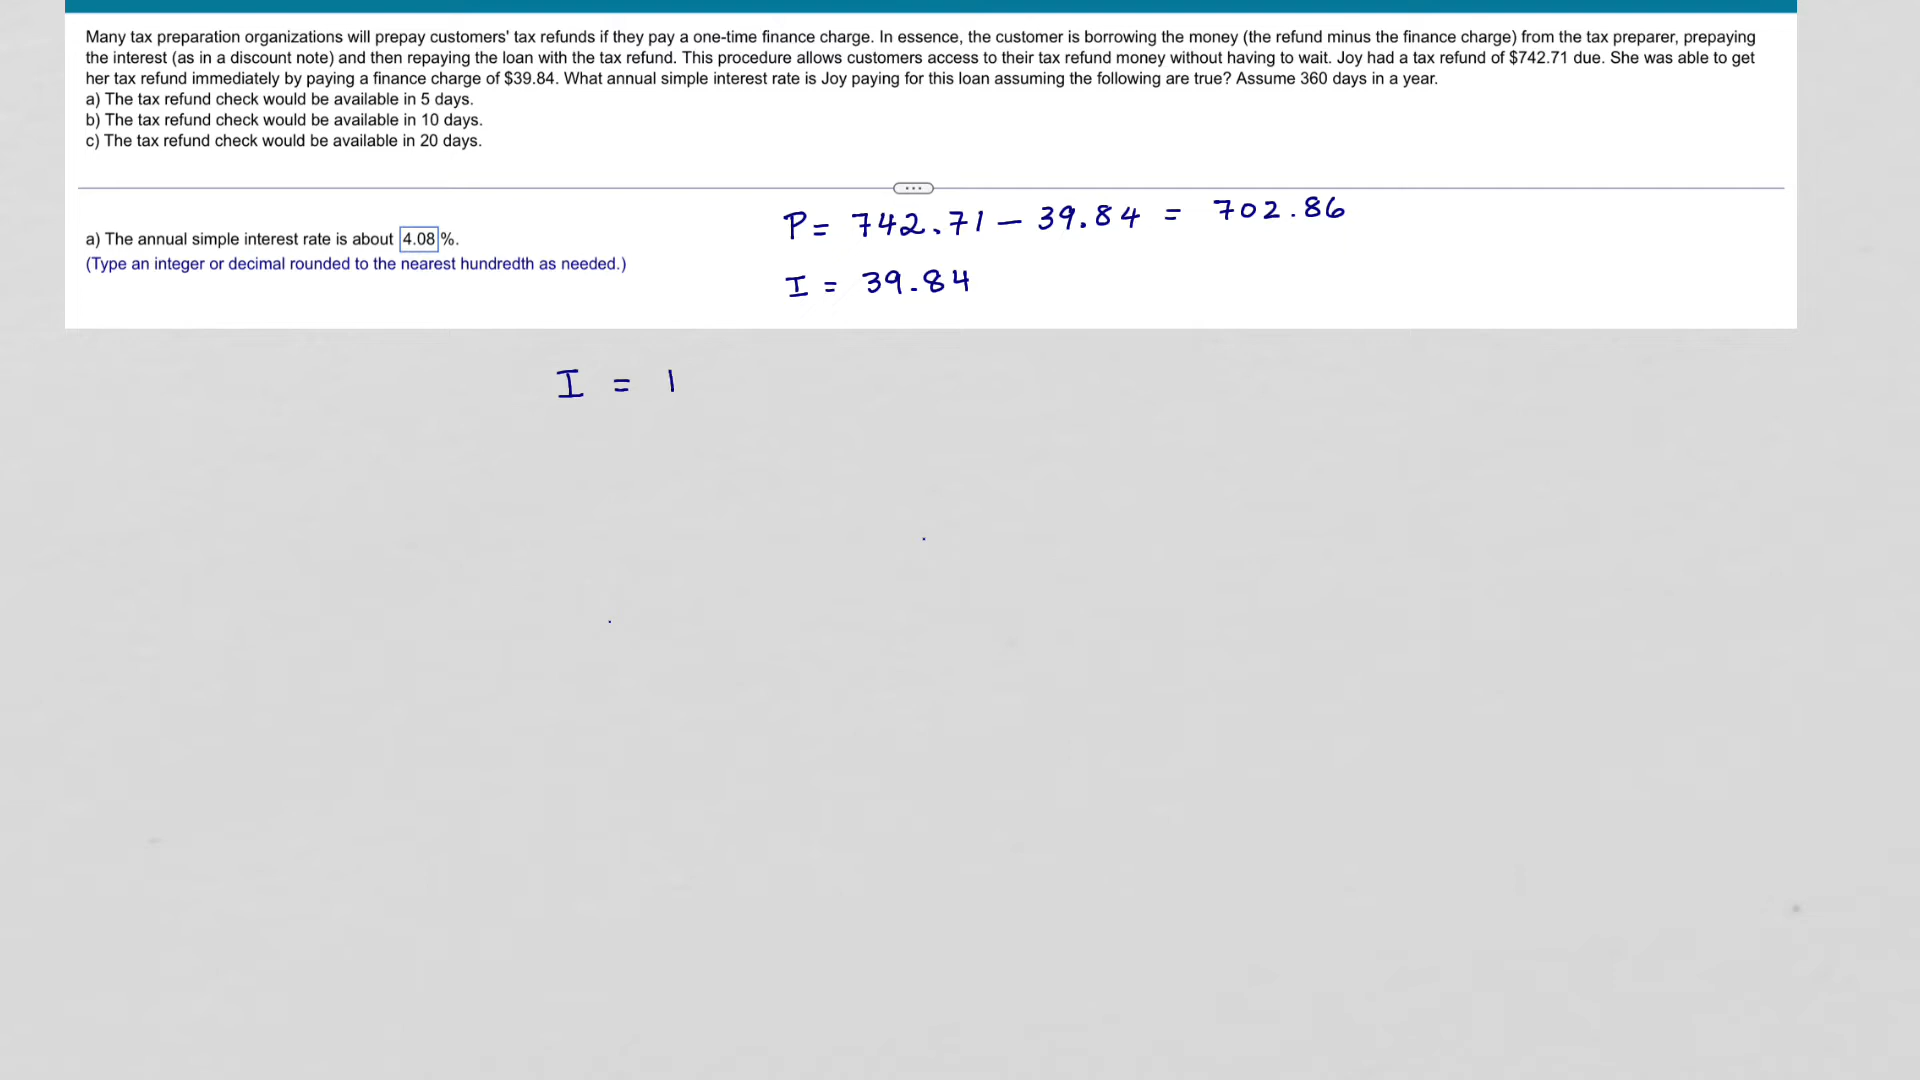 Many tax preparation organizations will prepay customers' tax refunds if they pay a one-time finance charge. In essence, the customer is borrowing the money (the refund minus the finance charge) from the tax preparer, prepaying
the interest (as in a discount note) and then repaying the loan with the tax refund. This procedure allows customers access to their tax refund money without having to wait. Joy had a tax refund of $742.71 due. She was able to get
her tax refund immediately by paying a finance charge of $39.84. What annual simple interest rate is Joy paying for this loan assuming the following are true? Assume 360 days in a year.
a) The tax refund check would be available in 5 days.
b) The tax refund check would be available in 10 days.
c) The tax refund check would be available in 20 days.
P = 742.71 – 39.84 = 702.86
a) The annual simple interest rate is about 4.08 %.
(Type an integer or decimal rounded to the nearest hundredth as needed.)
I = 39.84
I = 1